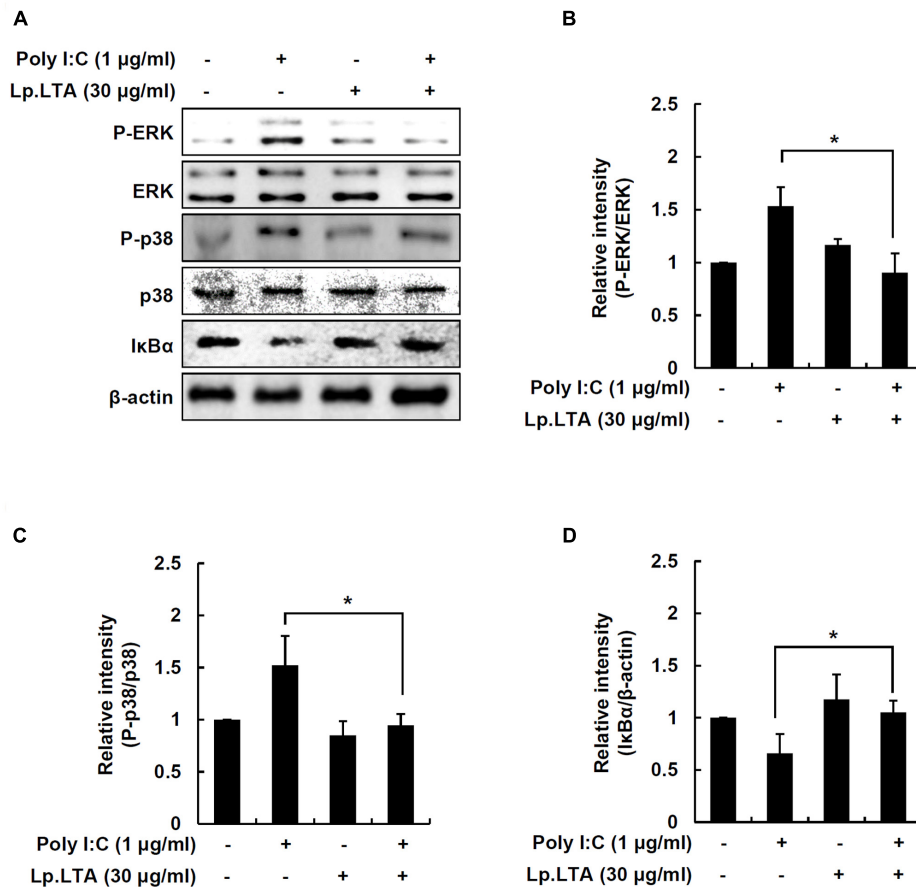 A
Poly I:C (1 µg/ml) - + - +
Lp.LTA (30 µg/ml) - - + +
P-ERK
ERK
P-p38
p38
IκBα
β-actin
B
Relative intensity
(P-ERK/ERK)
2.5
2
1.5
1
0.5
0
*
Poly I:C (1 µg/ml) - + - +
Lp.LTA (30 µg/ml) - - + +
C
Relative intensity
(P-p38/p38)
2.5
2
1.5
1
0.5
0
*
Poly I:C (1 µg/ml) - + - +
Lp.LTA (30 µg/ml) - - + +
D
Relative intensity
(IκBα/β-actin)
2.5
2
1.5
1
0.5
0
*
Poly I:C (1 µg/ml) - + - +
Lp.LTA (30 µg/ml) - - + +